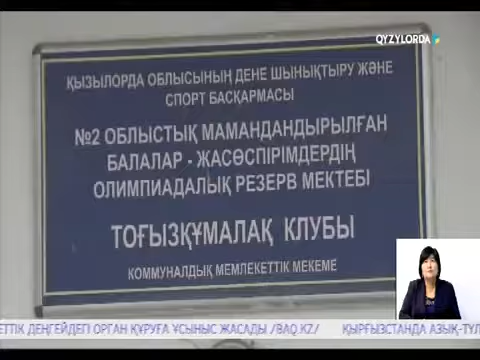 QYZYLORDA
ҚЫЗЫЛОРДА ОБЛЫСЫНЫҢ ДЕНЕ ШЫНЫҚТЫРУ ЖӘНЕ
СПОРТ БАСҚАРМАСЫ
№2 ОБЛЫСТЫҚ МАМАНДАНДЫРЫЛҒАН
БАЛАЛАР - ЖАСӨСПІРІМДЕРДІҢ
ОЛИМПИАДАЛЫҚ РЕЗЕРВ МЕКТЕБІ
ТОҒЫЗҚҰМАЛАҚ КЛУБЫ
КОММУНАЛДЫҚ МЕМЛЕКЕТТІК МЕКЕМЕ
ЕТТІК ДЕҢГЕЙДЕГІ ОРГАН ҚҰРУҒА ҰСЫНЫС ЖАСАДЫ /BAQ.KZ/ ҚЫРҒЫЗСТАНДА АЗЫҚ-ТҮЛ